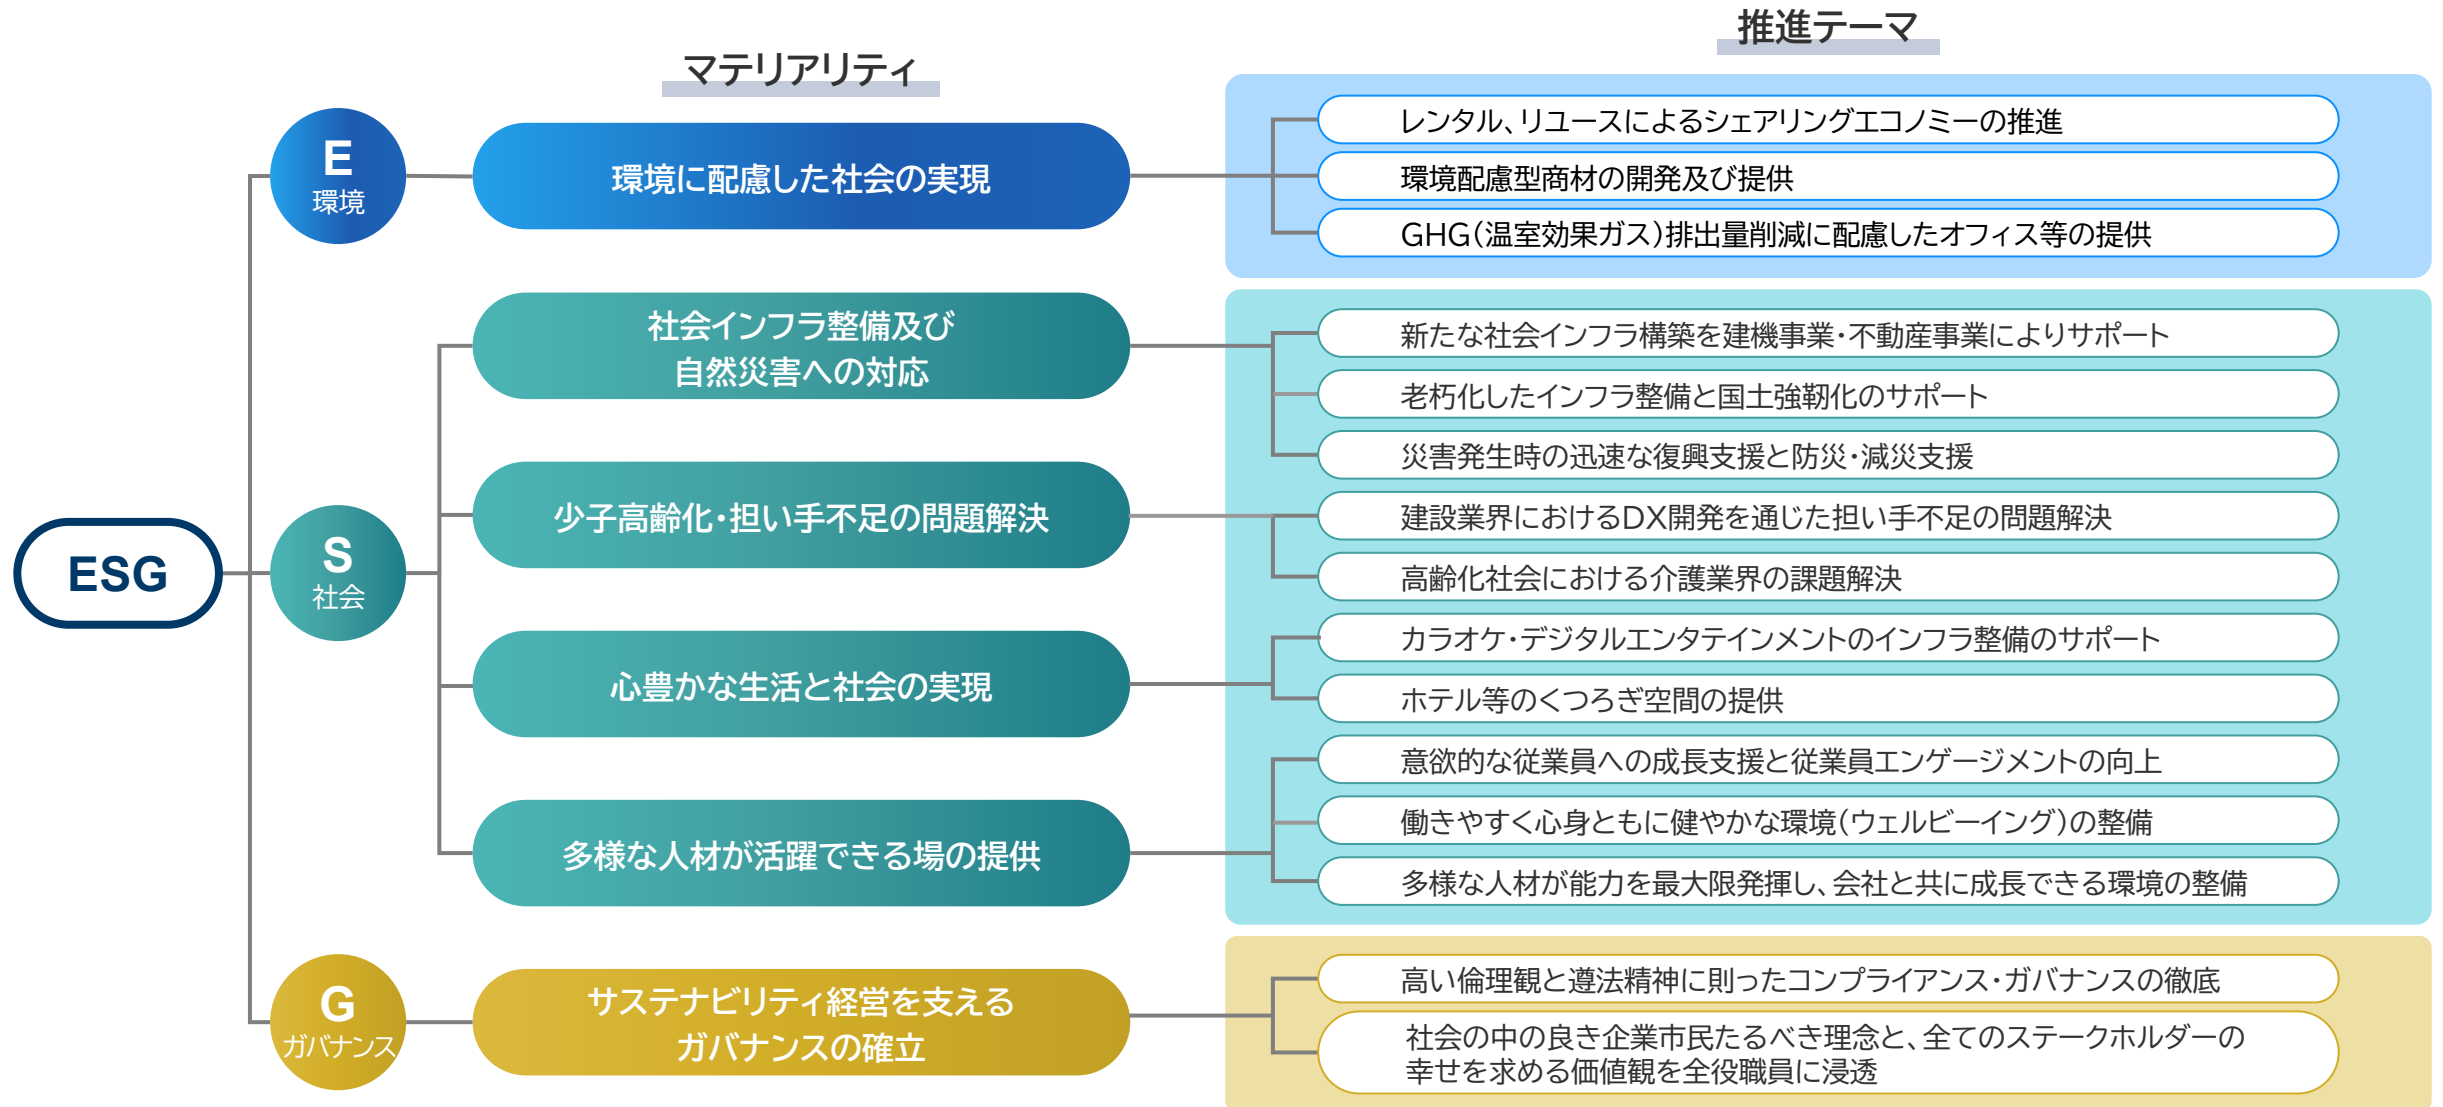 推進テーマ
マテリアリティ
ESG
E
環境
環境に配慮した社会の実現
レンタル、リユースによるシェアリングエコノミーの推進
環境配慮型商材の開発及び提供
GHG（温室効果ガス）排出量削減に配慮したオフィス等の提供
S
社会
社会インフラ整備及び
自然災害への対応
新たな社会インフラ構築を建機事業・不動産事業によりサポート
老朽化したインフラ整備と国土強靭化のサポート
災害発生時の迅速な復興支援と防災・減災支援
少子高齢化・担い手不足の問題解決
建設業界におけるDX開発を通じた担い手不足の問題解決
高齢化社会における介護業界の課題解決
心豊かな生活と社会の実現
カラオケ・デジタルエンタテインメントのインフラ整備のサポート
ホテル等のくつろぎ空間の提供
多様な人材が活躍できる場の提供
意欲的な従業員への成長支援と従業員エンゲージメントの向上
働きやすく心身ともに健やかな環境（ウェルビーイング）の整備
多様な人材が能力を最大限発揮し、会社と共に成長できる環境の整備
G
ガバナンス
サステナビリティ経営を支える
ガバナンスの確立
高い倫理観と遵法精神に則ったコンプライアンス・ガバナンスの徹底
社会の中の良き企業市民たるべき理念と、全てのステークホルダーの
幸せを求める価値観を全役職員に浸透